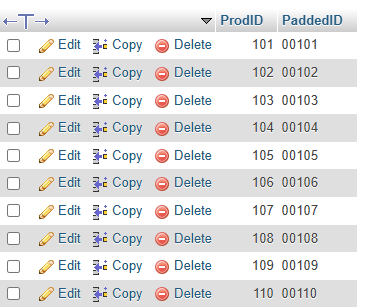 ProdID PaddedID
Edit Copy Delete 101 00101
Edit Copy Delete 102 00102
Edit Copy Delete 103 00103
Edit Copy Delete 104 00104
Edit Copy Delete 105 00105
Edit Copy Delete 106 00106
Edit Copy Delete 107 00107
Edit Copy Delete 108 00108
Edit Copy Delete 109 00109
Edit Copy Delete 110 00110